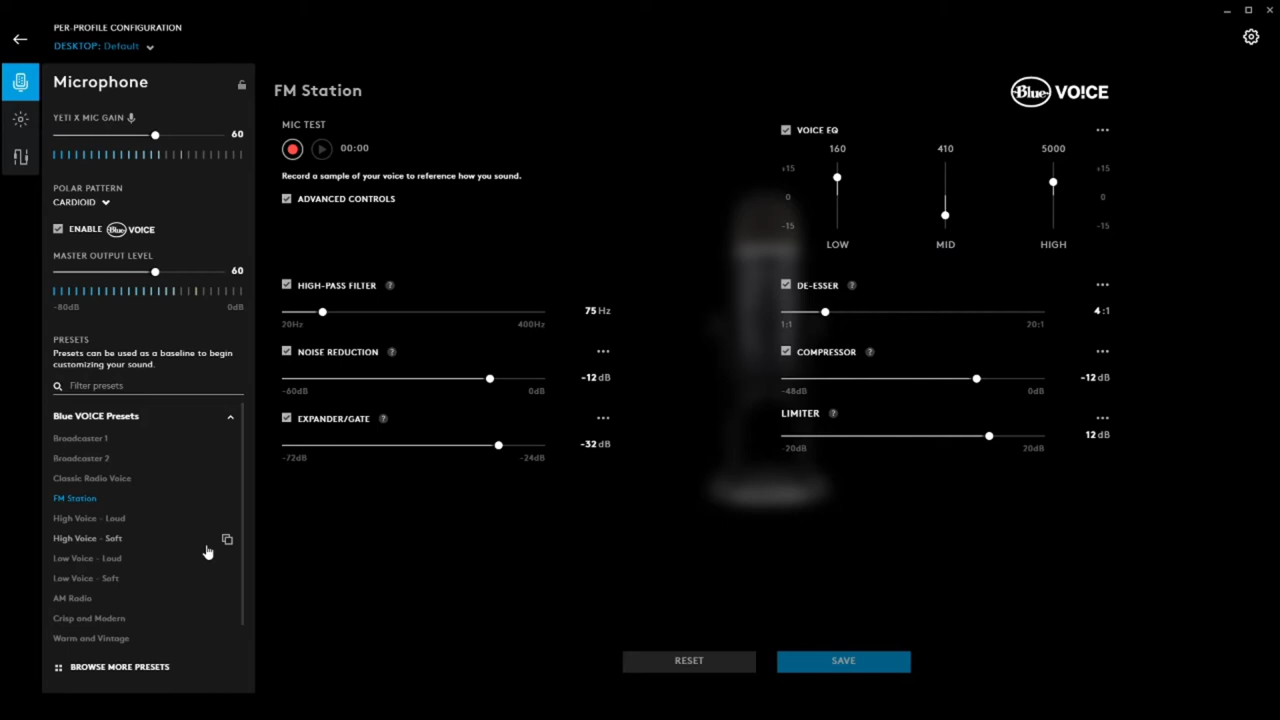 PER-PROFILE CONFIGURATION
DESKTOP: Default
Microphone
YETI X MIC GAIN
60
POLAR PATTERN
CARDIOID
ENABLE Blue VO!CE
MASTER OUTPUT LEVEL
60
-80dB 0dB
PRESETS
Presets can be used as a baseline to begin
customizing your sound.
Filter presets
Blue VO!CE Presets
Broadcaster 1
Broadcaster 2
Classic Radio Voice
FM Station
High Voice - Loud
High Voice - Soft
Low Voice - Loud
Low Voice - Soft
AM Radio
Crisp and Modern
Warm and Vintage
BROWSE MORE PRESETS
FM Station
MIC TEST
00:00
Record a sample of your voice to reference how you sound.
ADVANCED CONTROLS
HIGH-PASS FILTER ?
75 Hz
20Hz 400Hz
NOISE REDUCTION ? ...
-12 dB
-60dB 0dB
EXPANDER/GATE ? ...
-32 dB
-72dB -24dB
Blue VO!CE
VOICE EQ ...
160 410 5000
+15 +15
0 0
-15 -15
LOW MID HIGH
DE-ESSER ? ...
4:1
1:1 20:1
COMPRESSOR ? ...
-12 dB
-48dB 0dB
LIMITER ? ...
12 dB
-20dB 20dB
RESET SAVE